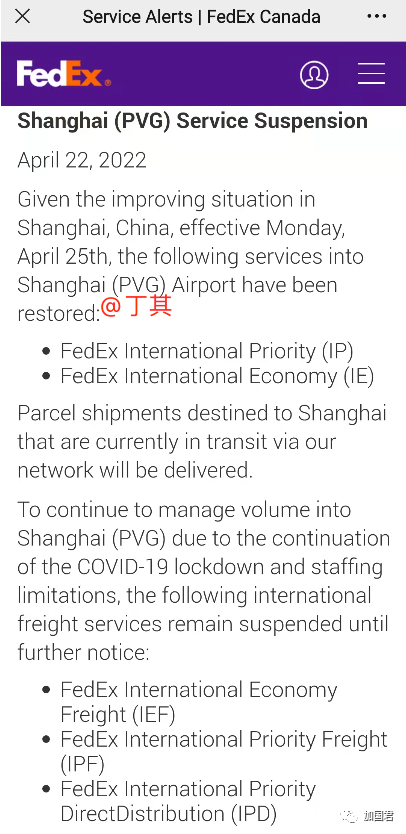 Service Alerts | FedEx Canada
FedEx®
Shanghai (PVG) Service Suspension
April 22, 2022
Given the improving situation in
Shanghai, China, effective Monday,
April 25th, the following services into
Shanghai (PVG) Airport have been
restored:
@丁其
• FedEx International Priority (IP)
• FedEx International Economy (IE)
Parcel shipments destined to Shanghai
that are currently in transit via our
network will be delivered.
To continue to manage volume into
Shanghai (PVG) due to the continuation
of the COVID-19 lockdown and staffing
limitations, the following international
freight services remain suspended until
further notice:
• FedEx International Economy
Freight (IEF)
• FedEx International Priority Freight
(IPF)
• FedEx International Priority
DirectDistribution (IPD)
加国君